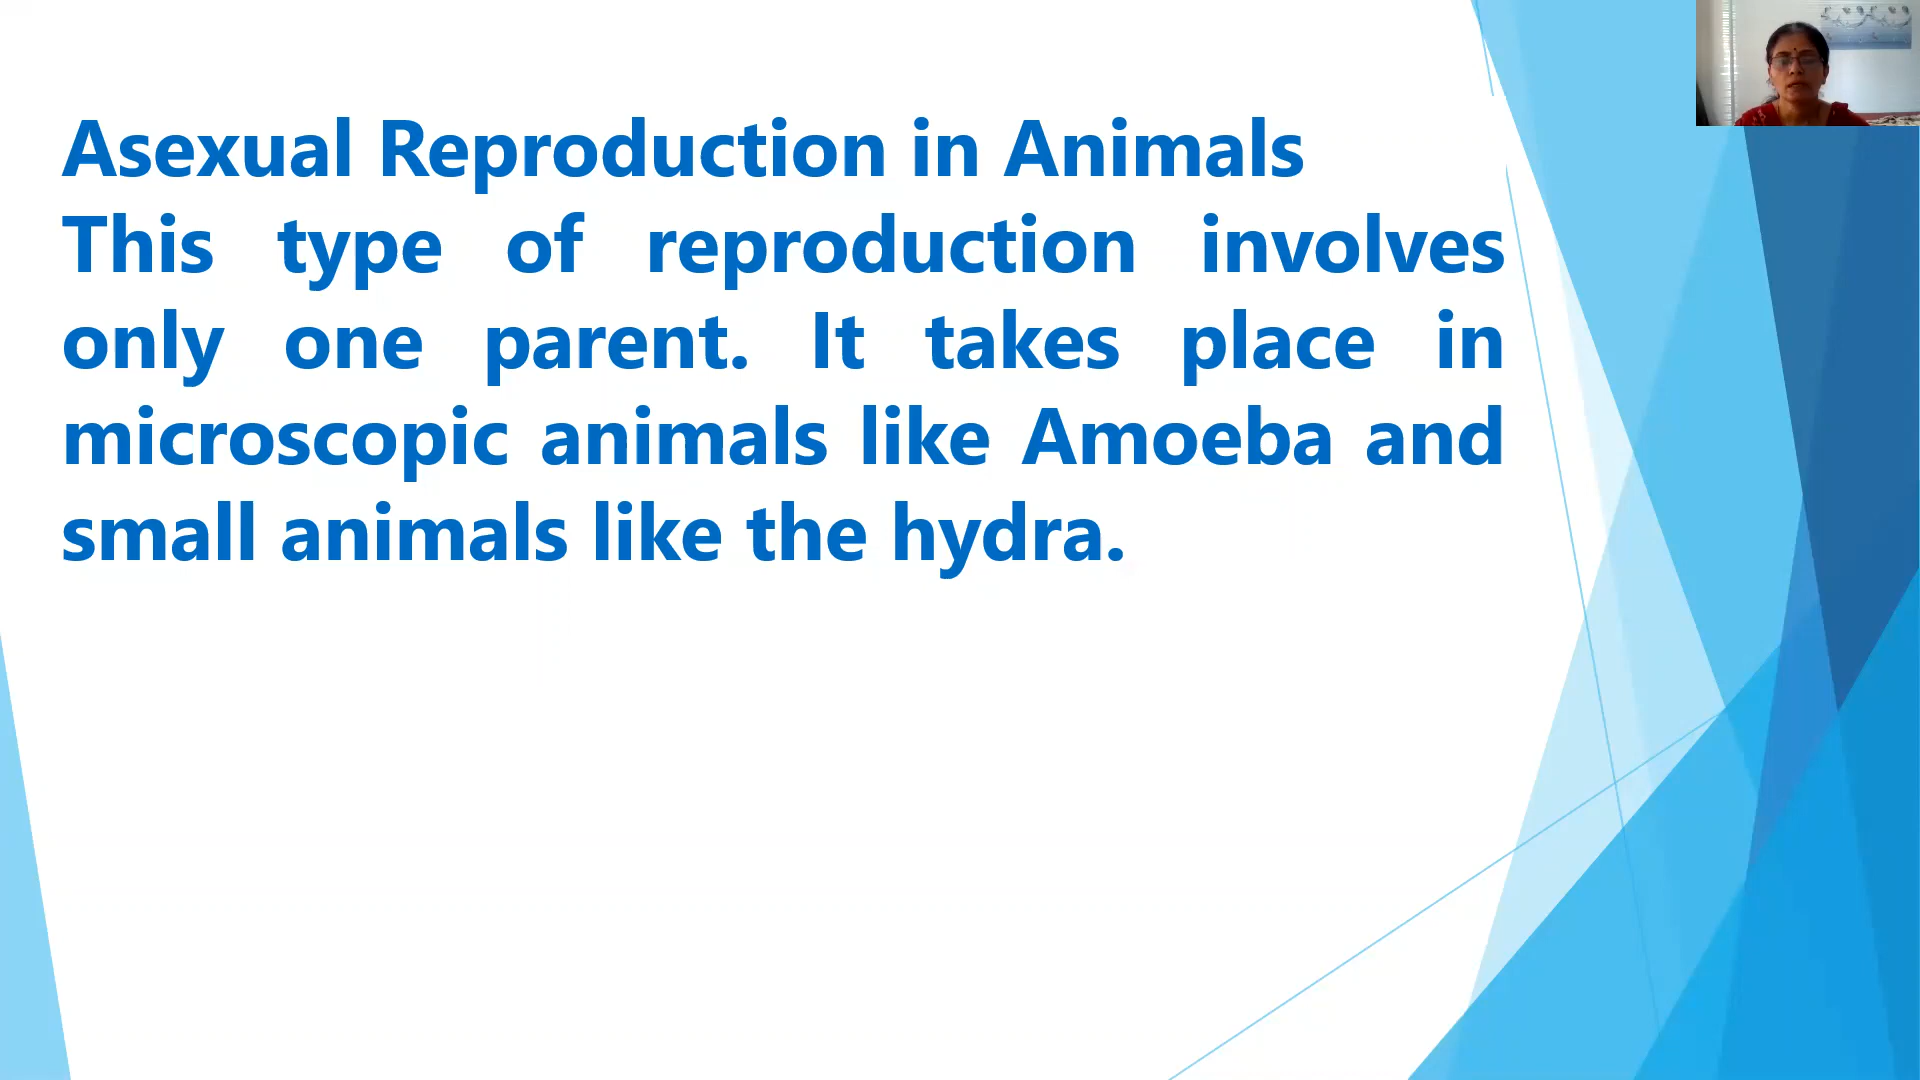 Asexual Reproduction in Animals
This type of reproduction involves
only one parent. It takes place in
microscopic animals like Amoeba and
small animals like the hydra.